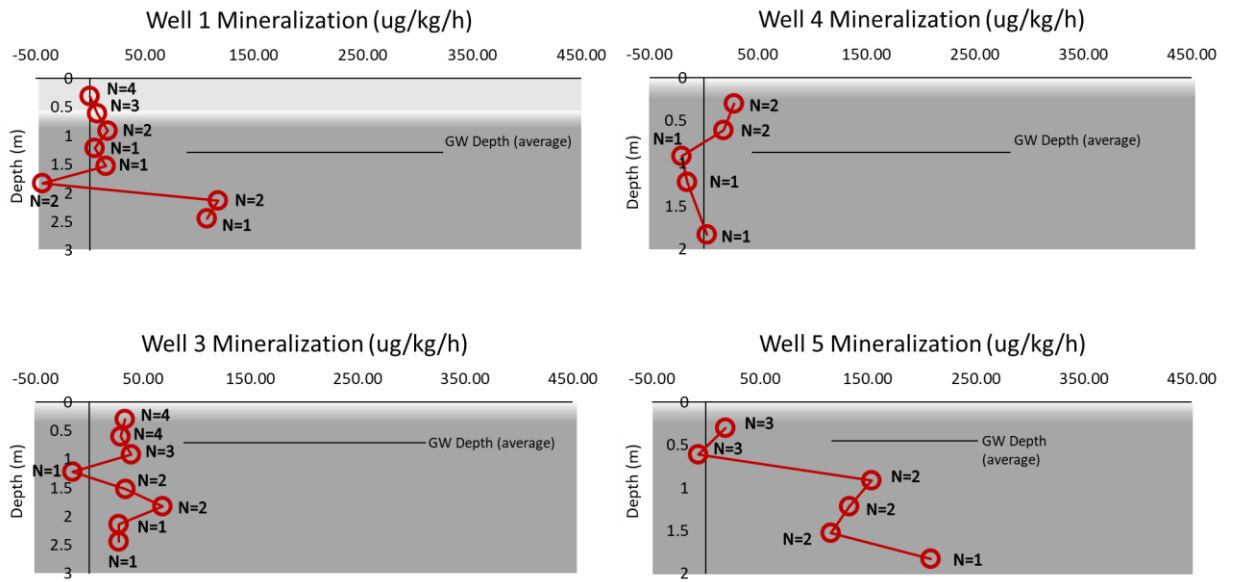 Well 1 Mineralization (ug/kg/h)
-50.00 50.00 150.00 250.00 350.00 450.00
Depth (m)
0
0.5
1
1.5
2
2.5
3
N=4
N=3
N=2
N=1
N=1
N=2
N=2
N=1
GW Depth (average)
Well 4 Mineralization (ug/kg/h)
-50.00 50.00 150.00 250.00 350.00 450.00
Depth (m)
0
0.5
1
1.5
2
N=2
N=2
N=1
N=1
N=1
GW Depth (average)
Well 3 Mineralization (ug/kg/h)
-50.00 50.00 150.00 250.00 350.00 450.00
Depth (m)
0
0.5
1
1.5
2
2.5
3
N=4
N=4
N=3
N=1
N=2
N=2
N=1
N=1
GW Depth (average)
Well 5 Mineralization (ug/kg/h)
-50.00 50.00 150.00 250.00 350.00 450.00
Depth (m)
0
0.5
1
1.5
2
N=3
N=3
N=2
N=2
N=2
N=1
GW Depth
(average)